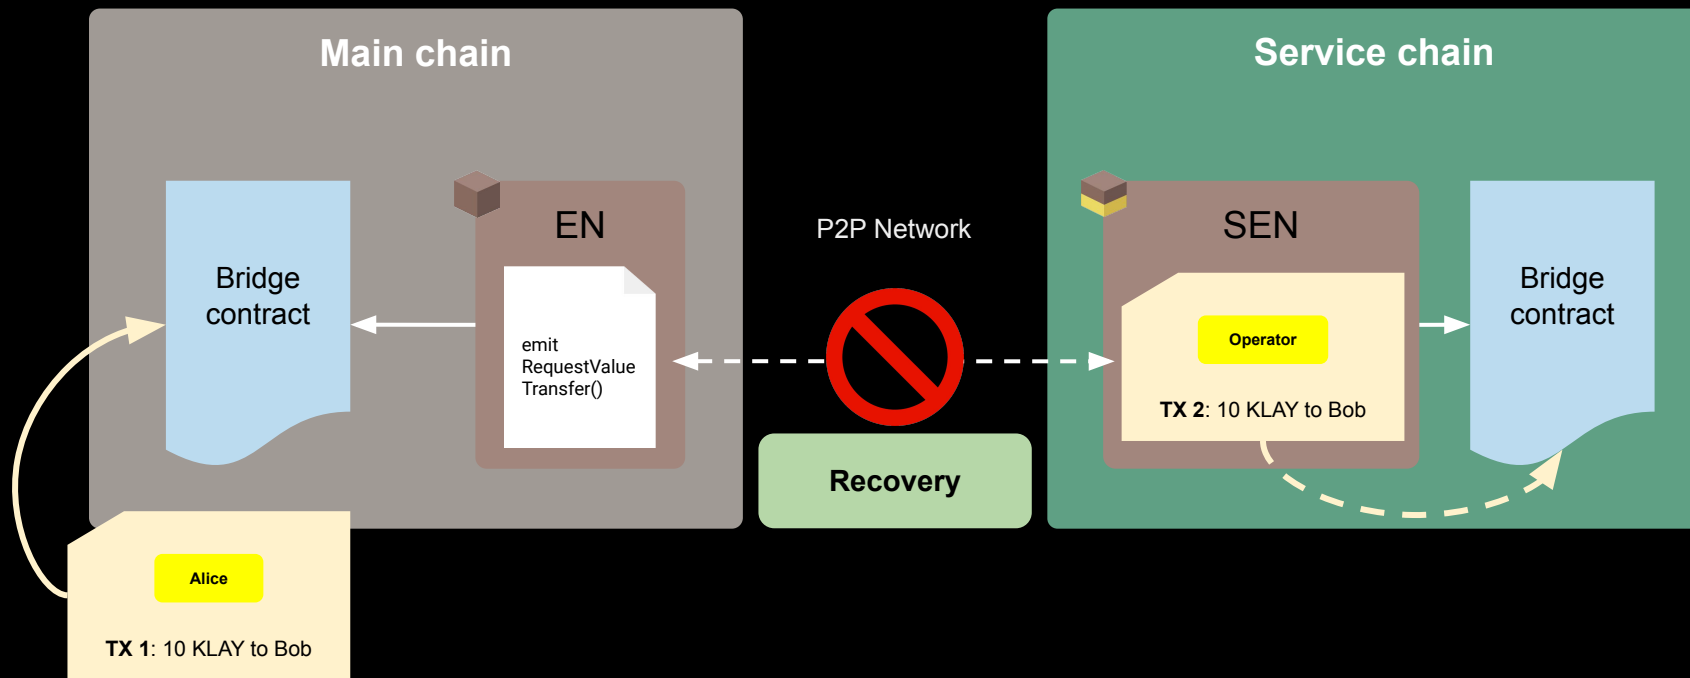 Main chain
Service chain
EN
SEN
P2P Network
Bridge
contract
Bridge
contract
emit
RequestValue
Transfer()
Operator
TX 2: 10 KLAY to Bob
Recovery
Alice
TX 1: 10 KLAY to Bob